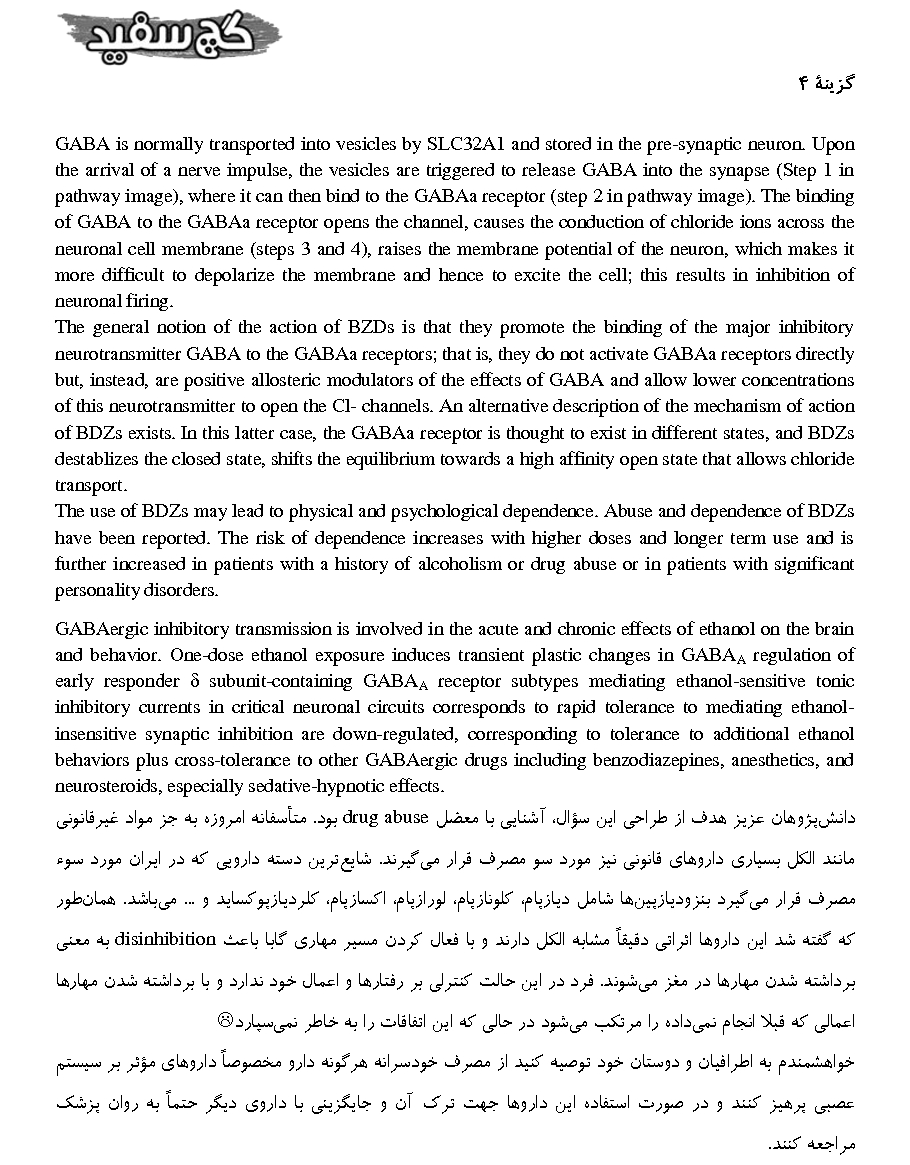 گچ سفید
گزینهٔ ۴
GABA is normally transported into vesicles by SLC32A1 and stored in the pre-synaptic neuron. Upon
the arrival of a nerve impulse, the vesicles are triggered to release GABA into the synapse (Step 1 in
pathway image), where it can then bind to the GABAa receptor (step 2 in pathway image). The binding
of GABA to the GABAa receptor opens the channel, causes the conduction of chloride ions across the
neuronal cell membrane (steps 3 and 4), raises the membrane potential of the neuron, which makes it
more difficult to depolarize the membrane and hence to excite the cell; this results in inhibition of
neuronal firing.
The general notion of the action of BZDs is that they promote the binding of the major inhibitory
neurotransmitter GABA to the GABAa receptors; that is, they do not activate GABAa receptors directly
but, instead, are positive allosteric modulators of the effects of GABA and allow lower concentrations
of this neurotransmitter to open the Cl- channels. An alternative description of the mechanism of action
of BDZs exists. In this latter case, the GABAa receptor is thought to exist in different states, and BDZs
destablizes the closed state, shifts the equilibrium towards a high affinity open state that allows chloride
transport.
The use of BDZs may lead to physical and psychological dependence. Abuse and dependence of BDZs
have been reported. The risk of dependence increases with higher doses and longer term use and is
further increased in patients with a history of alcoholism or drug abuse or in patients with significant
personality disorders.
GABAergic inhibitory transmission is involved in the acute and chronic effects of ethanol on the brain
and behavior. One-dose ethanol exposure induces transient plastic changes in GABA_A regulation of
early responder δ subunit-containing GABA_A receptor subtypes mediating ethanol-sensitive tonic
inhibitory currents in critical neuronal circuits corresponds to rapid tolerance to mediating ethanol-
insensitive synaptic inhibition are down-regulated, corresponding to tolerance to additional ethanol
behaviors plus cross-tolerance to other GABAergic drugs including benzodiazepines, anesthetics, and
neurosteroids, especially sedative-hypnotic effects.
دانش‌پژوهان عزیز هدف از طراحی این سؤال، آشنایی با معضل drug abuse بود. متأسفانه امروزه به جز مواد غیرقانونی
مانند الکل بسیاری داروهای قانونی نیز مورد سو مصرف قرار می‌گیرند. شایع‌ترین دسته دارویی که در ایران مورد سوء
مصرف قرار می‌گیرد بنزودیازپین‌ها شامل دیازپام، کلونازپام، لورازپام، اکسازپام، کلردیازپوکساید و ... می‌باشد. همان‌طور
که گفته شد این داروها اثراتی دقیقاً مشابه الکل دارند و با فعال کردن مسیر مهاری گابا باعث disinhibition به معنی
برداشته شدن مهارها در مغز می‌شوند. فرد در این حالت کنترلی بر رفتارها و اعمال خود ندارد و با برداشته شدن مهارها
اعمالی که قبلا انجام نمی‌داده را مرتکب می‌شود در حالی که این اتفاقات را به خاطر نمی‌سپارد☹
خواهشمندم به اطرافیان و دوستان خود توصیه کنید از مصرف خودسرانه هرگونه دارو مخصوصاً داروهای مؤثر بر سیستم
عصبی پرهیز کنند و در صورت استفاده این داروها جهت ترک آن و جایگزینی با داروی دیگر حتماً به روان پزشک
مراجعه کنند.